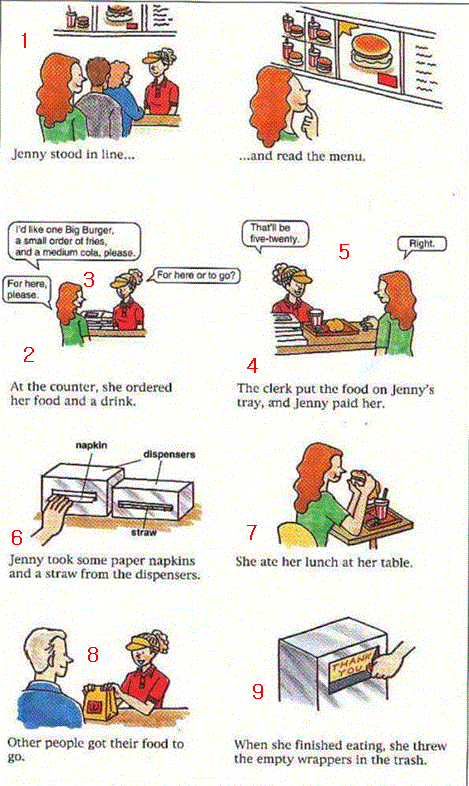 1
Jenny stood in line...
...and read the menu.
I'd like one Big Burger,
a small order of fries,
and a medium cola, please.
For here or to go?
For here,
please.
3
2
At the counter, she ordered
her food and a drink.
That'll be
five-twenty.
5
Right.
4
The clerk put the food on Jenny's
tray, and Jenny paid her.
napkin
dispensers
straw
6
Jenny took some paper napkins
and a straw from the dispensers.
7
She ate her lunch at her table.
8
Other people got their food to
go.
THANK
YOU
9
When she finished eating, she threw
the empty wrappers in the trash.